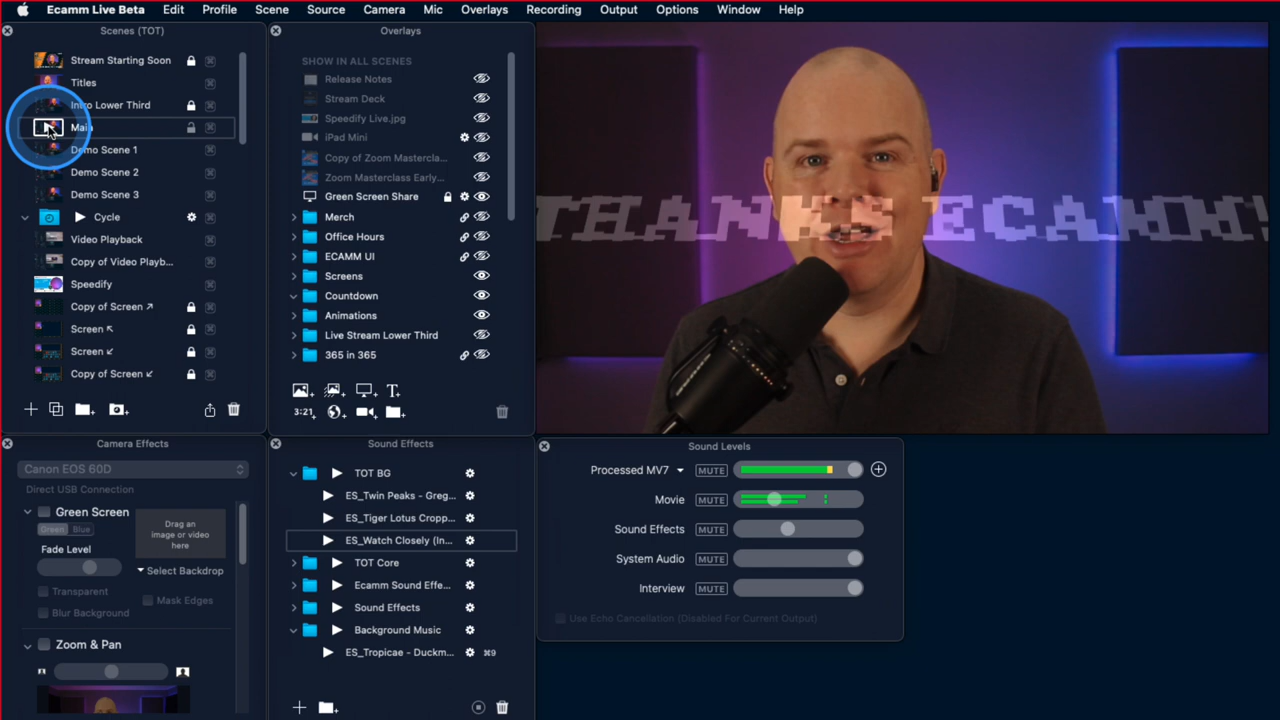 Ecamm Live Beta Edit Profile Scene Source Camera Mic Overlays Recording Output Options Window Help
Scenes (TOT)
Stream Starting Soon
Titles
Intro Lower Third
Main
Demo Scene 1
Demo Scene 2
Demo Scene 3
Cycle
Video Playback
Copy of Video Playb...
Speedify
Copy of Screen ↗
Screen ↖
Screen ↙
Copy of Screen ↙
Overlays
SHOW IN ALL SCENES
Release Notes
Stream Deck
Speedify Live.jpg
iPad Mini
Copy of Zoom Mastercla...
Zoom Masterclass Early...
Green Screen Share
Merch
Office Hours
ECAMM UI
Screens
Countdown
Animations
Live Stream Lower Third
365 in 365
T+
3:21+
THANKS ECAMM!
Camera Effects
Canon EOS 60D
Direct USB Connection
Green Screen
Green Blue
Fade Level
Drag an
image or video
here
Select Backdrop
Transparent
Mask Edges
Blur Background
Zoom & Pan
Sound Effects
TOT BG
ES_Twin Peaks - Greg...
ES_Tiger Lotus Cropp...
ES_Watch Closely (In...
TOT Core
Ecamm Sound Effe...
Sound Effects
Background Music
ES_Tropicae - Duckm... ⌘9
Sound Levels
Processed MV7 MUTE
Movie MUTE
Sound Effects MUTE
System Audio MUTE
Interview MUTE
Use Echo Cancellation (Disabled For Current Output)